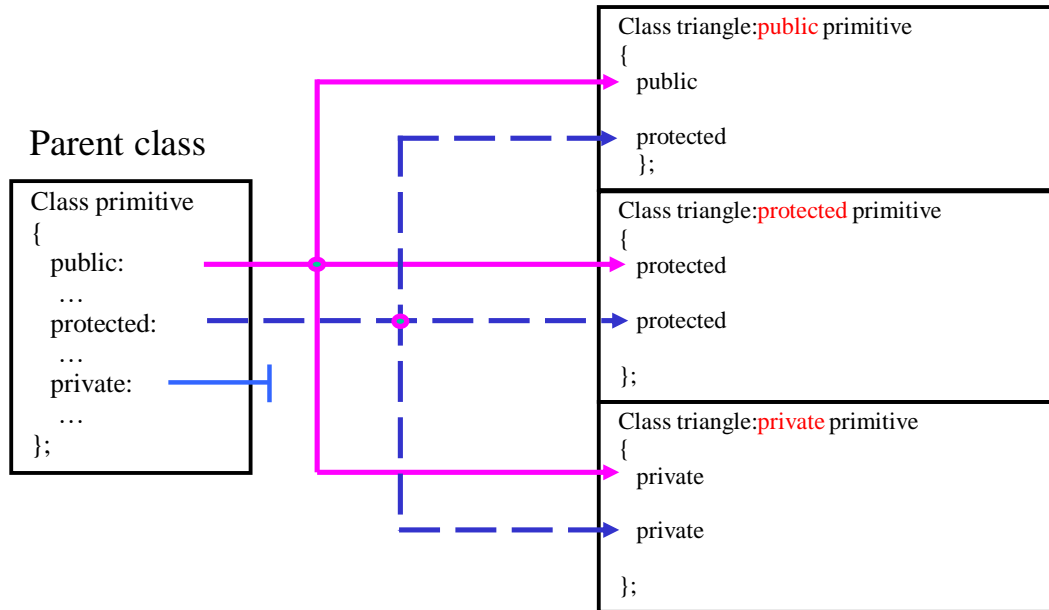 Parent class
Class primitive
{
public:
…
protected:
…
private:
…
};
Class triangle:public primitive
{
public
protected
};
Class triangle:protected primitive
{
protected
protected
};
Class triangle:private primitive
{
private
private
};